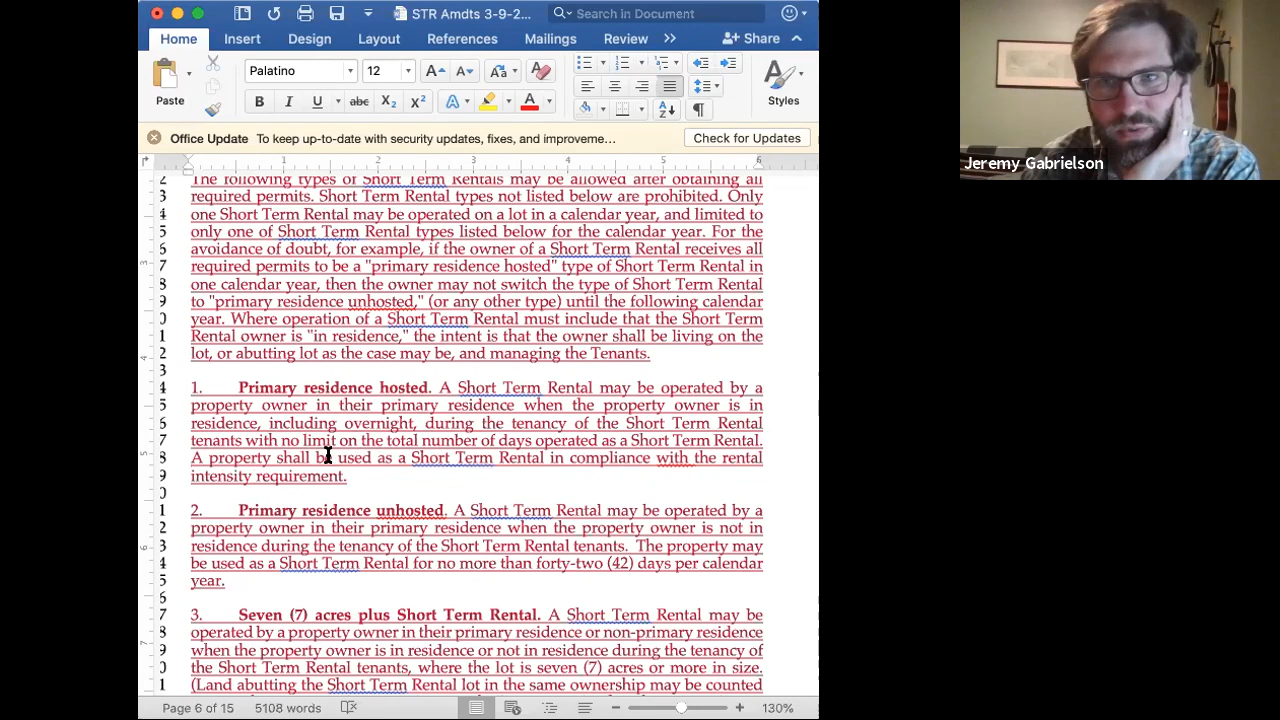 STR Amdts 3-9-2...
Search in Document
Home
Insert
Design
Layout
References
Mailings
Review
Share
Paste
Palatino
12
Styles
Office Update To keep up-to-date with security updates, fixes, and improveme...
Check for Updates
1 2 3 4 5 6
The following types of Short Term Rentals may be allowed after obtaining all
required permits. Short Term Rental types not listed below are prohibited. Only
one Short Term Rental may be operated on a lot in a calendar year, and limited to
only one of Short Term Rental types listed below for the calendar year. For the
avoidance of doubt, for example, if the owner of a Short Term Rental receives all
required permits to be a "primary residence hosted" type of Short Term Rental in
one calendar year, then the owner may not switch the type of Short Term Rental
to "primary residence unhosted," (or any other type) until the following calendar
year. Where operation of a Short Term Rental must include that the Short Term
Rental owner is "in residence," the intent is that the owner shall be living on the
lot, or abutting lot as the case may be, and managing the Tenants.
1. Primary residence hosted. A Short Term Rental may be operated by a
property owner in their primary residence when the property owner is in
residence, including overnight, during the tenancy of the Short Term Rental
tenants with no limit on the total number of days operated as a Short Term Rental.
A property shall be used as a Short Term Rental in compliance with the rental
intensity requirement.
2. Primary residence unhosted. A Short Term Rental may be operated by a
property owner in their primary residence when the property owner is not in
residence during the tenancy of the Short Term Rental tenants. The property may
be used as a Short Term Rental for no more than forty-two (42) days per calendar
year.
3. Seven (7) acres plus Short Term Rental. A Short Term Rental may be
operated by a property owner in their primary residence or non-primary residence
when the property owner is in residence or not in residence during the tenancy of
the Short Term Rental tenants, where the lot is seven (7) acres or more in size.
(Land abutting the Short Term Rental lot in the same ownership may be counted
Page 6 of 15
5108 words
130%
Jeremy Gabrielson